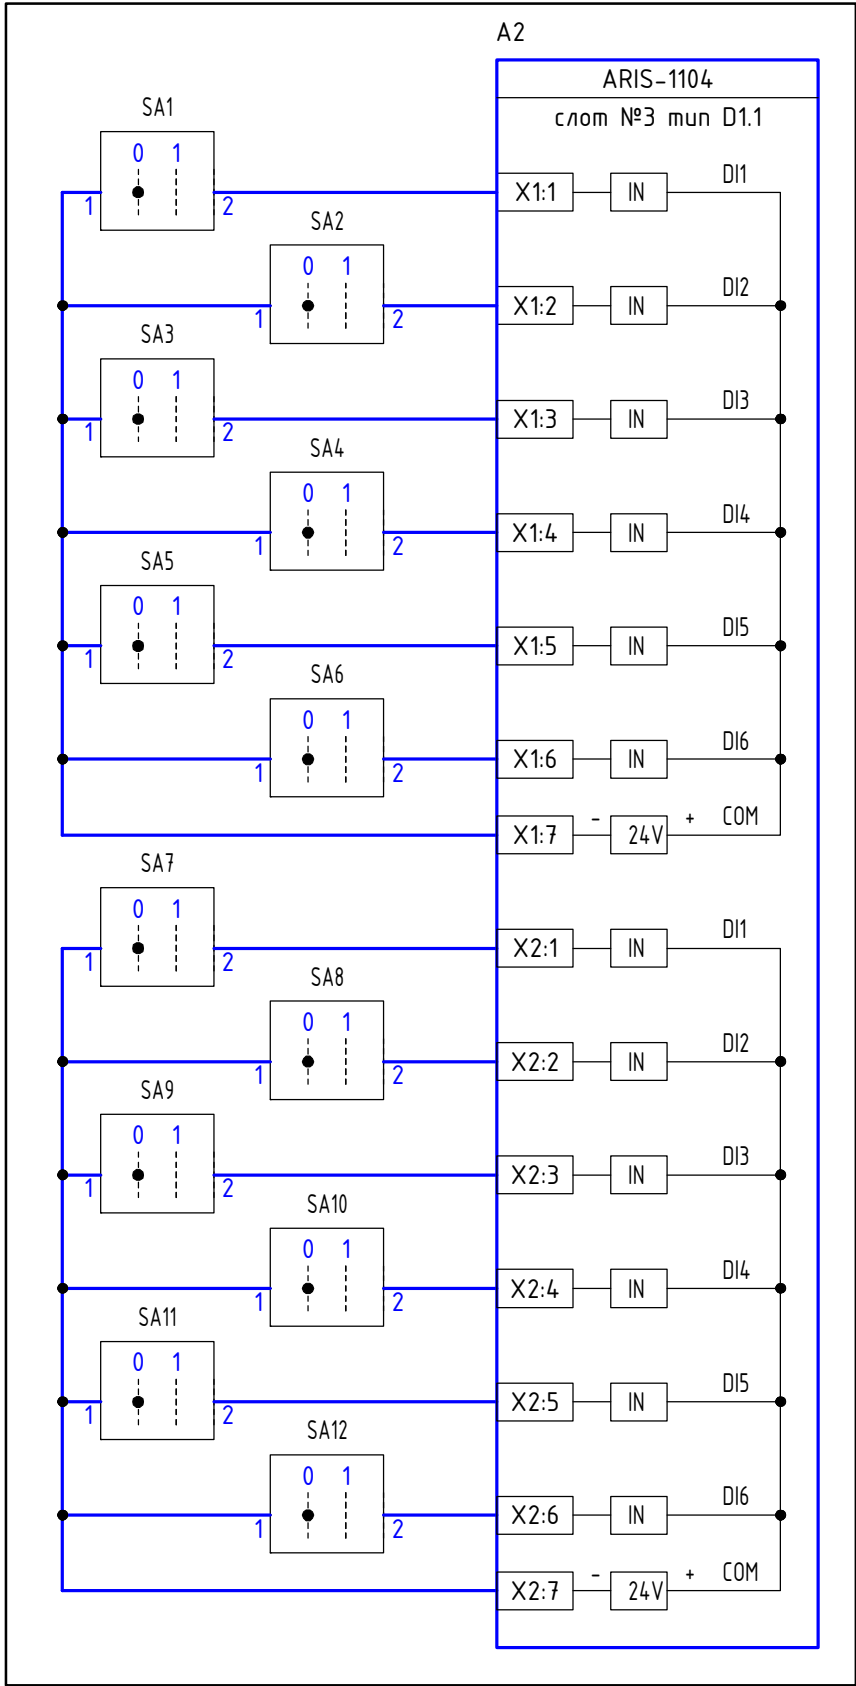 A2
ARIS-1104
слот №3 тип D1.1
SA1
0 1
1 2
X1:1 IN DI1
SA2
0 1
1 2
X1:2 IN DI2
SA3
0 1
1 2
X1:3 IN DI3
SA4
0 1
1 2
X1:4 IN DI4
SA5
0 1
1 2
X1:5 IN DI5
SA6
0 1
1 2
X1:6 IN DI6
X1:7 - 24V + COM
SA7
0 1
1 2
X2:1 IN DI1
SA8
0 1
1 2
X2:2 IN DI2
SA9
0 1
1 2
X2:3 IN DI3
SA10
0 1
1 2
X2:4 IN DI4
SA11
0 1
1 2
X2:5 IN DI5
SA12
0 1
1 2
X2:6 IN DI6
X2:7 - 24V + COM